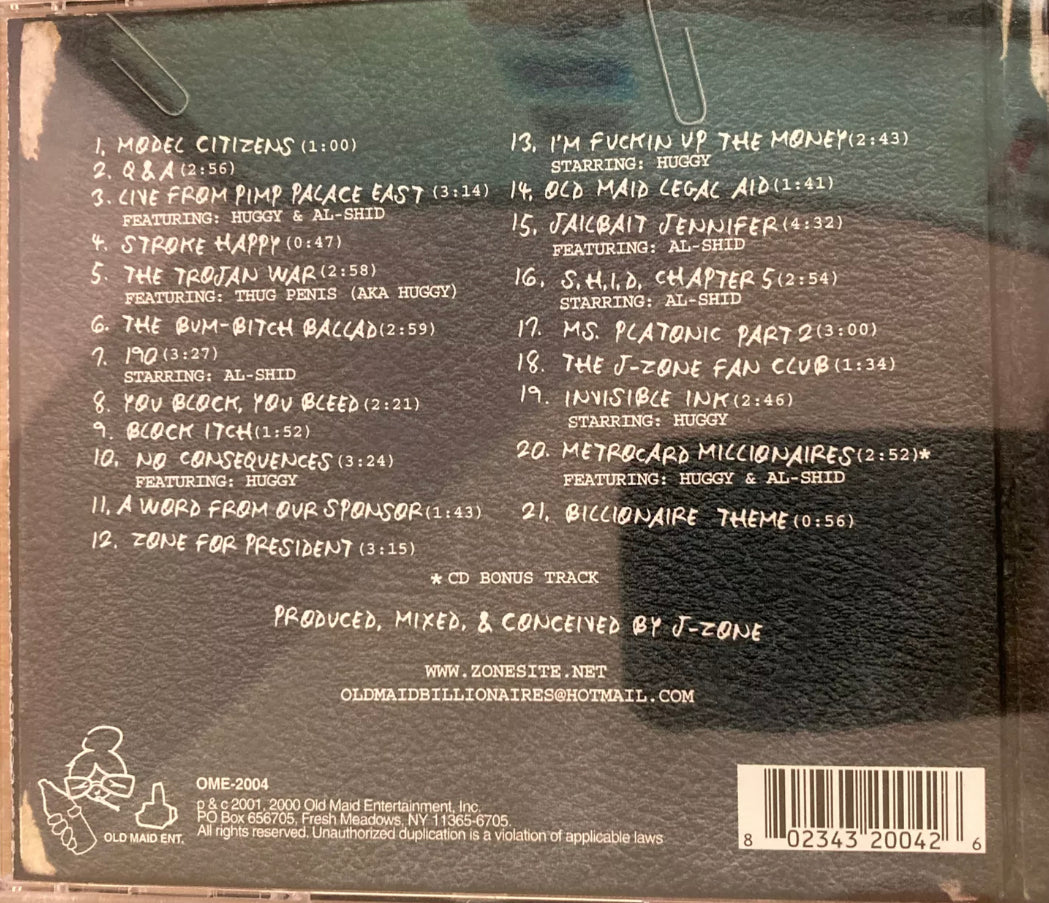 1. MODEL CITIZENS (1:00)
2. Q & A (2:56)
3. LIVE FROM PIMP PALACE EAST (3:14)
FEATURING: HUGGY & AL-SHID
4. STROKE HAPPY (0:47)
5. THE TROJAN WAR (2:58)
FEATURING: THUG PENIS (AKA HUGGY)
6. THE BUM-BITCH BALLAD (2:59)
7. 190 (3:27)
STARRING: AL-SHID
8. YOU BLOCK, YOU BLEED (2:21)
9. BLOCK ITCH (1:52)
10. NO CONSEQUENCES (3:24)
FEATURING: HUGGY
11. A WORD FROM OUR SPONSOR (1:43)
12. ZONE FOR PRESIDENT (3:15)
13. I'M FUCKIN UP THE MONEY (2:43)
STARRING: HUGGY
14. OLD MAID LEGAL AID (1:41)
15. JAILBAIT JENNIFER (4:32)
FEATURING: AL-SHID
16. S.H.I.D. CHAPTER 5 (2:54)
STARRING: AL-SHID
17. MS. PLATONIC PART 2 (3:00)
18. THE J-ZONE FAN CLUB (1:34)
19. INVISIBLE INK (2:46)
STARRING: HUGGY
20. METROCARD MILLIONAIRES (2:52)*
FEATURING: HUGGY & AL-SHID
21. BILLIONAIRE THEME (0:56)
* CD BONUS TRACK
PRODUCED, MIXED, & CONCEIVED BY J-ZONE
WWW.ZONESITE.NET
OLDMAIDBILLIONAIRES@HOTMAIL.COM
OLD MAID ENT.
OME-2004
p & c 2001, 2000 Old Maid Entertainment, Inc.
PO Box 656705, Fresh Meadows, NY 11365-6705.
All rights reserved. Unauthorized duplication is a violation of applicable laws
8 02343 20042 6